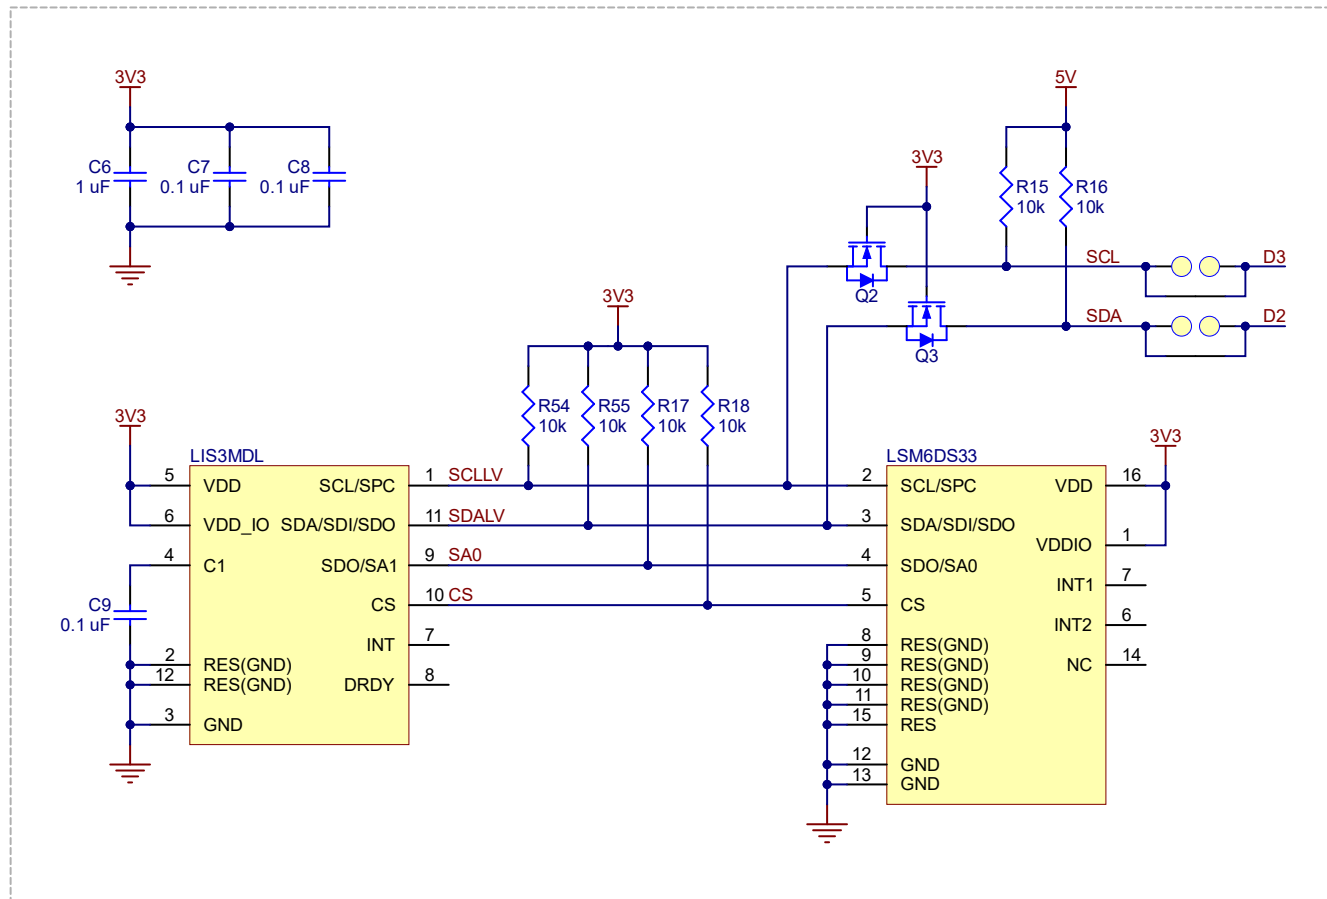 3V3
C6
1 uF
C7
0.1 uF
C8
0.1 uF
5V
3V3
R15
10k
R16
10k
Q2
Q3
SCL
D3
SDA
D2
3V3
R54
10k
R55
10k
R17
10k
R18
10k
3V3
LIS3MDL
5 VDD
6 VDD_IO
4 C1
C9
0.1 uF
2 RES(GND)
12 RES(GND)
3 GND
SCL/SPC 1 SCLLV
SDA/SDI/SDO 11 SDALV
SDO/SA1 9 SA0
CS 10 CS
INT 7
DRDY 8
LSM6DS33
2 SCL/SPC
3 SDA/SDI/SDO
4 SDO/SA0
5 CS
8 RES(GND)
9 RES(GND)
10 RES(GND)
11 RES(GND)
15 RES
12 GND
13 GND
3V3
VDD 16
VDDIO 1
INT1 7
INT2 6
NC 14